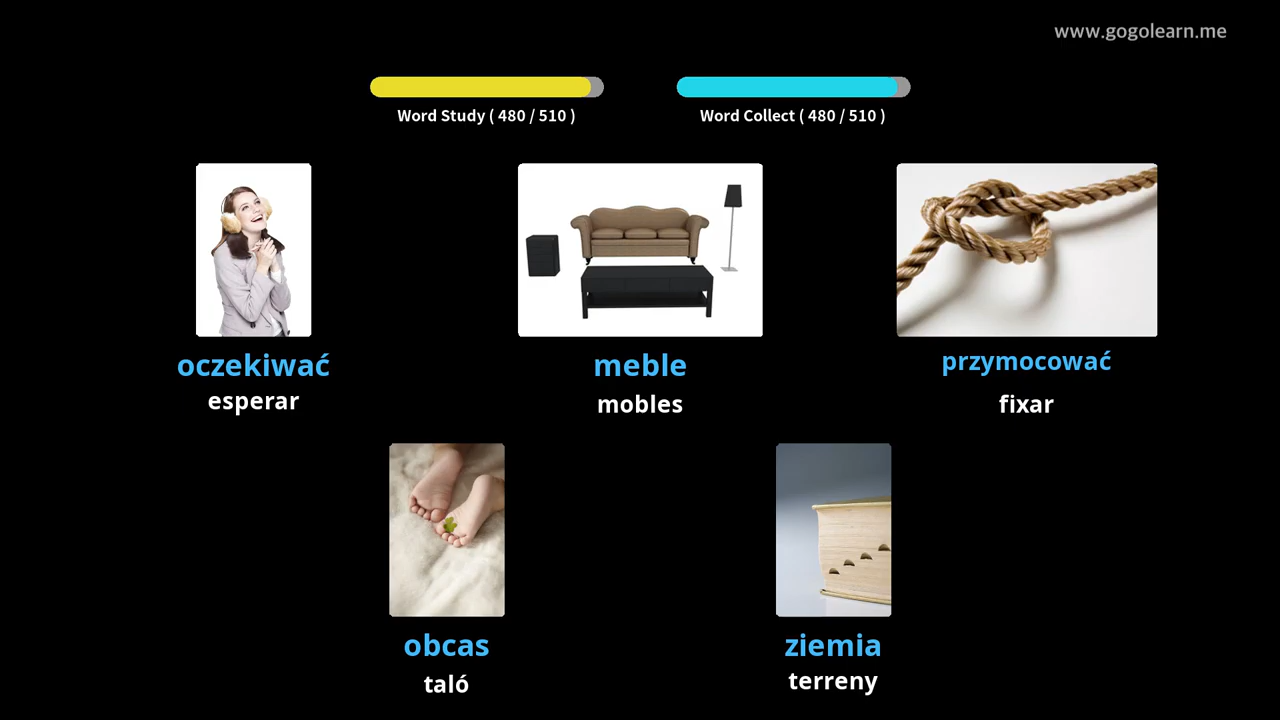 www.gogolearn.me
Word Study ( 480 / 510 )
Word Collect ( 480 / 510 )
oczekiwać
esperar
meble
mobles
przymocować
fixar
obcas
taló
ziemia
terreny